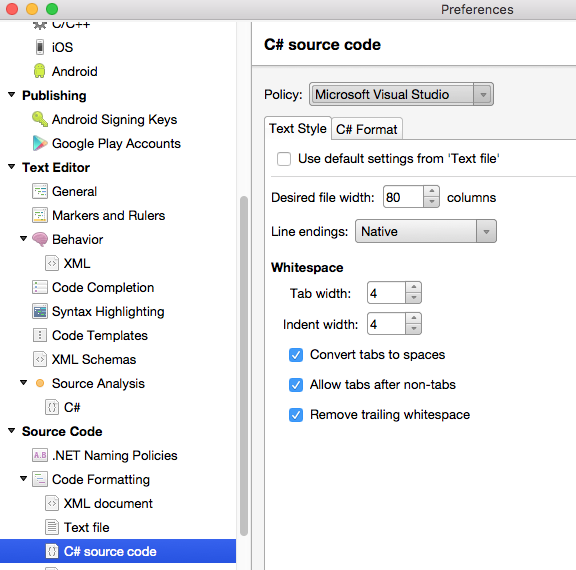 Preferences
C/C++
iOS
Android
Publishing
Android Signing Keys
Google Play Accounts
Text Editor
General
Markers and Rulers
Behavior
XML
Code Completion
Syntax Highlighting
Code Templates
XML Schemas
Source Analysis
C#
Source Code
A.B .NET Naming Policies
Code Formatting
XML document
Text file
C# source code
C# source code
Policy: Microsoft Visual Studio
Text Style C# Format
Use default settings from 'Text file'
Desired file width: 80 columns
Line endings: Native
Whitespace
Tab width: 4
Indent width: 4
Convert tabs to spaces
Allow tabs after non-tabs
Remove trailing whitespace